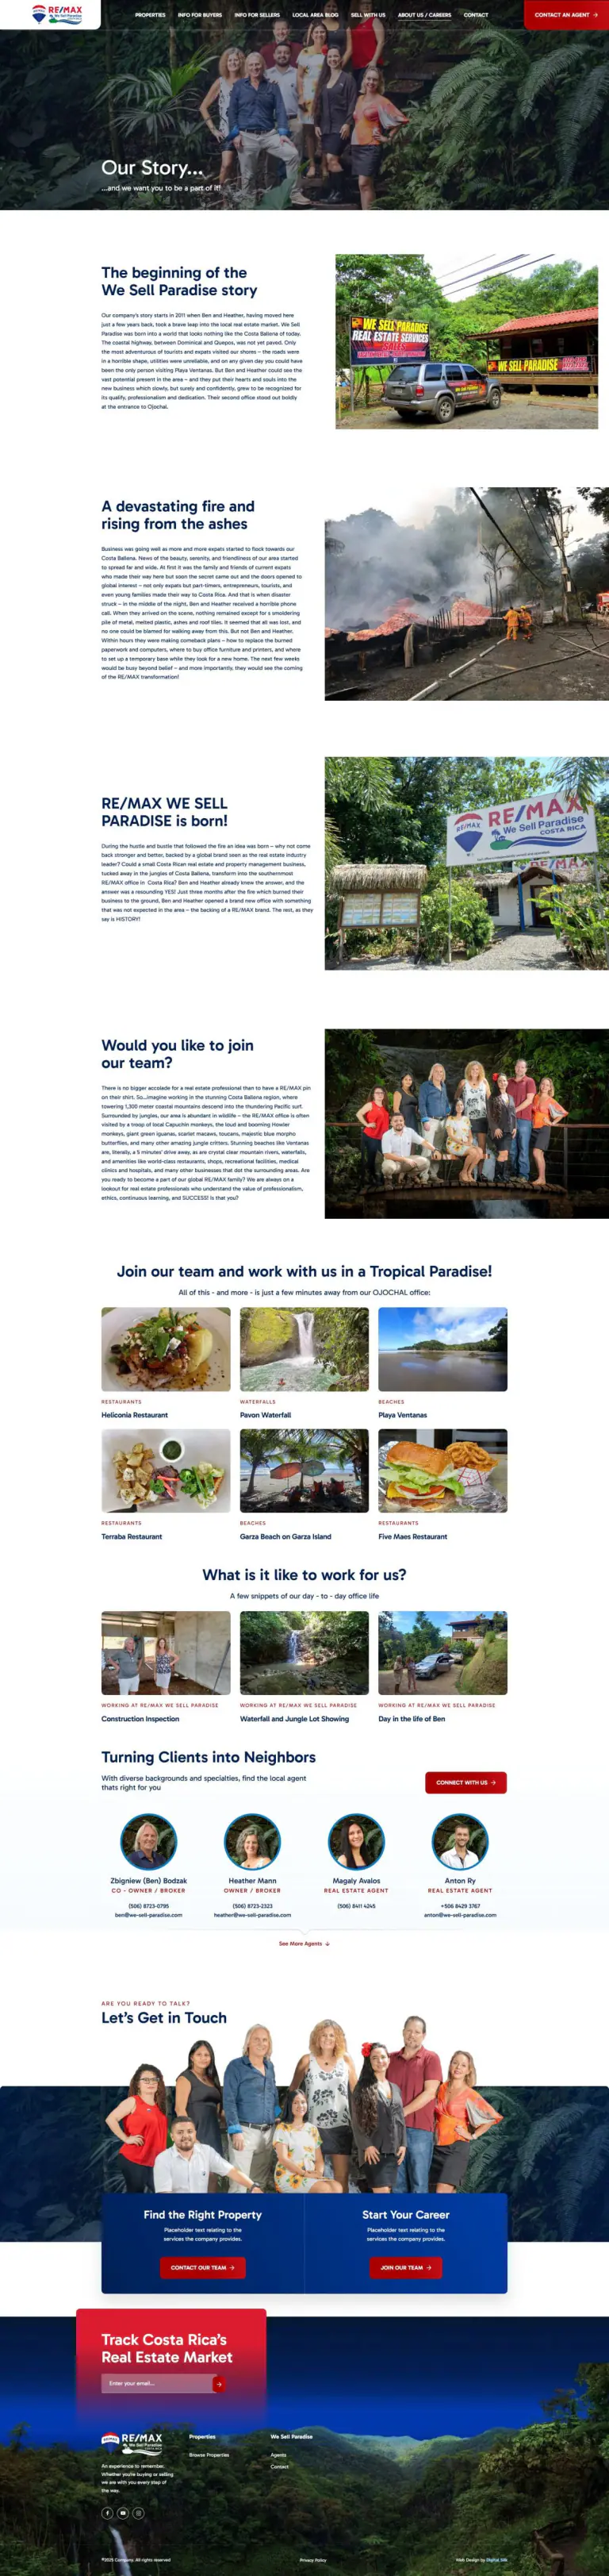 RE/MAX
We Sell Paradise
PROPERTIES
INFO FOR BUYERS
INFO FOR SELLERS
LOCAL AREA BLOG
SELL WITH US
ABOUT US / CAREERS
CONTACT
CONTACT AN AGENT →
Our Story...
...and we want you to be a part of it!
The beginning of the
We Sell Paradise story
Our company's story starts in 2011 when Ben and Heather, having moved here
just a few years back, took a brave leap into the local real estate market. We Sell
Paradise was born into a world that looks nothing like the Costa Ballena of today.
The coastal highway, between Dominical and Quepos, was not yet paved. Only
the most adventurous of tourists and expats visited our shores – the roads were
in a horrible shape, utilities were unreliable, and on any given day you could have
been the only person visiting Playa Ventanas. But Ben and Heather could see the
vast potential present in the area – and they put their hearts and souls into the
new business which slowly, but surely and confidently, grew to be recognized for
its quality, professionalism and dedication. Their second office stood out boldly
at the entrance to Ojochal.
WE SELL PARADISE
REAL ESTATE SERVICES
SALES
WE SELL PARADISE
A devastating fire and
rising from the ashes
Business was going well as more and more expats started to flock towards our
Costa Ballena. News of the beauty, serenity, and friendliness of our area started
to spread far and wide. At first it was the family and friends of current expats
who made their way here but soon the secret came out and the doors opened to
global interest – not only expats but part-timers, entrepreneurs, tourists, and
even young families made their way to Costa Rica. And that is when disaster
struck – in the middle of the night, Ben and Heather received a horrible phone
call. When they arrived on the scene, nothing remained except for a smoldering
pile of metal, melted plastic, ashes and roof tiles. It seemed that all was lost, and
no one could be blamed for walking away from this. But not Ben and Heather.
Within hours they were making comeback plans – how to replace the burned
paperwork and computers, where to buy office furniture and printers, and where
to set up a temporary base while they look for a new home. The next few weeks
would be busy beyond belief – and more importantly, they would see the coming
of the RE/MAX transformation!
RE/MAX WE SELL
PARADISE is born!
During the hustle and bustle that followed the fire an idea was born – why not come
back stronger and better, backed by a global brand seen as the real estate industry
leader? Could a small Costa Rican real estate and property management business,
tucked away in the jungles of Costa Ballena, transform into the southernmost
RE/MAX office in Costa Rica? Ben and Heather already knew the answer, and the
answer was a resounding YES! Just three months after the fire which burned their
business to the ground, Ben and Heather opened a brand new office with something
that was not expected in the area – the backing of a RE/MAX brand. The rest, as they
say is HISTORY!
RE/MAX
RE/MAX
We Sell Paradise
COSTA RICA
RE/MAX
Would you like to join
our team?
There is no bigger accolade for a real estate professional than to have a RE/MAX pin
on their shirt. So...imagine working in the stunning Costa Ballena region, where
towering 1,300 meter coastal mountains descend into the thundering Pacific surf.
Surrounded by jungles, our area is abundant in wildlife – the RE/MAX office is often
visited by a troop of local Capuchin monkeys, the loud and booming Howler
monkeys, giant green iguanas, scarlet macaws, toucans, majestic blue morpho
butterflies, and many other amazing jungle critters. Stunning beaches like Ventanas
are, literally, a 5 minutes' drive away, as are crystal clear mountain rivers, waterfalls,
and amenities like world-class restaurants, shops, recreational facilities, medical
clinics and hospitals, and many other businesses that dot the surrounding areas. Are
you ready to become a part of our global RE/MAX family? We are always on a
lookout for real estate professionals who understand the value of professionalism,
ethics, continuous learning, and SUCCESS! Is that you?
Join our team and work with us in a Tropical Paradise!
All of this - and more - is just a few minutes away from our OJOCHAL office:
RESTAURANTS
Heliconia Restaurant
WATERFALLS
Pavon Waterfall
BEACHES
Playa Ventanas
RESTAURANTS
Terraba Restaurant
BEACHES
Garza Beach on Garza Island
RESTAURANTS
Five Maes Restaurant
What is it like to work for us?
A few snippets of our day - to - day office life
WORKING AT RE/MAX WE SELL PARADISE
Construction Inspection
WORKING AT RE/MAX WE SELL PARADISE
Waterfall and Jungle Lot Showing
WORKING AT RE/MAX WE SELL PARADISE
Day in the life of Ben
Turning Clients into Neighbors
With diverse backgrounds and specialties, find the local agent
thats right for you
CONNECT WITH US →
Zbigniew (Ben) Bodzak
CO - OWNER / BROKER
(506) 8723-0795
ben@we-sell-paradise.com
Heather Mann
OWNER / BROKER
(506) 8723-2323
heather@we-sell-paradise.com
Magaly Avalos
REAL ESTATE AGENT
(506) 8411 4245
Anton Ry
REAL ESTATE AGENT
+506 8429 3767
anton@we-sell-paradise.com
See More Agents ↓
ARE YOU READY TO TALK?
Let's Get in Touch
Find the Right Property
Placeholder text relating to the
services the company provides.
CONTACT OUR TEAM →
Start Your Career
Placeholder text relating to the
services the company provides.
JOIN OUR TEAM →
Track Costa Rica's
Real Estate Market
Enter your email...
→
RE/MAX
We Sell Paradise
An experience to remember.
Whether you're buying or selling
we are with you every step of
the way.
Properties
Browse Properties
We Sell Paradise
Agents
Contact
©2025 Company. All rights reserved
Privacy Policy
Web Design by Digital Silk